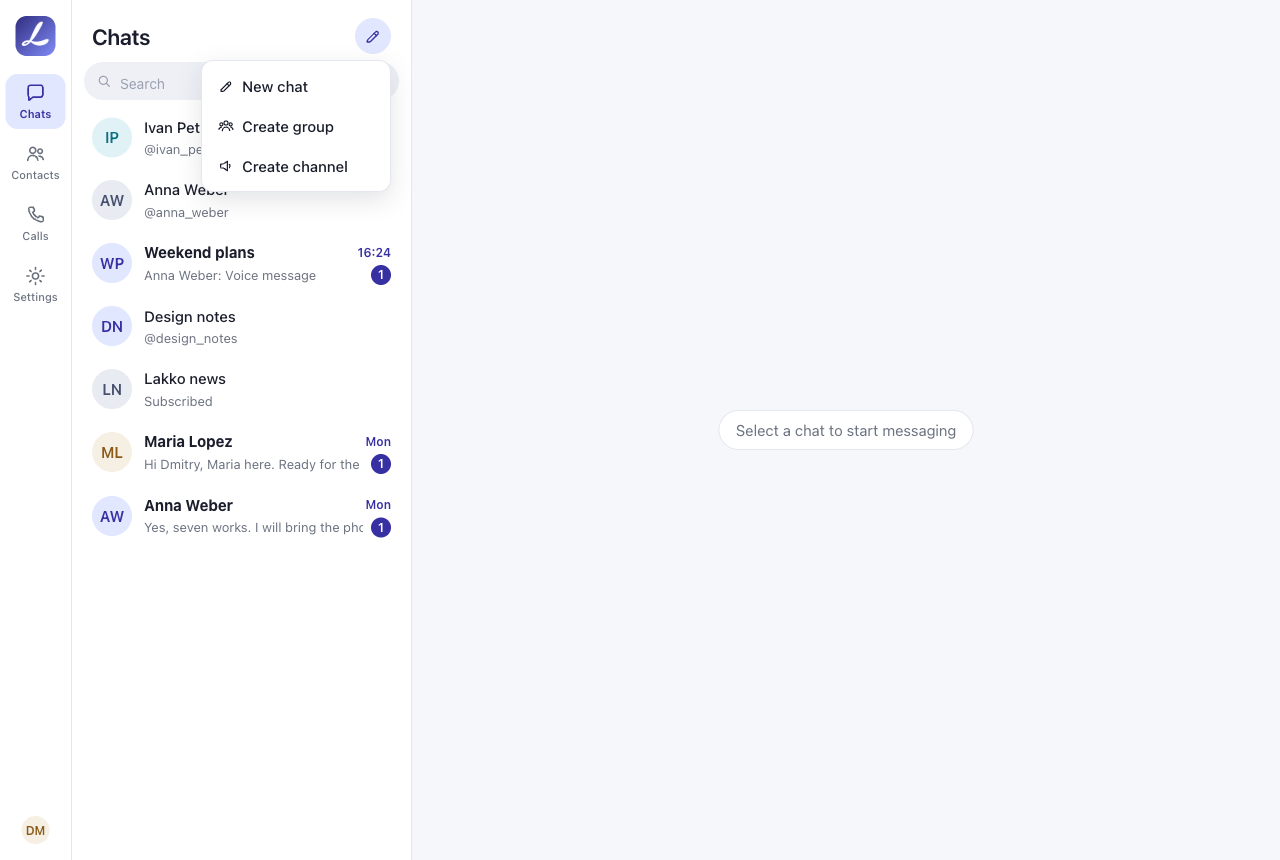 L
Chats
Contacts
Calls
Settings
DM
Chats
Search
New chat
Create group
Create channel
IP
Ivan Pet
@ivan_pe
AW
Anna Weber
@anna_weber
WP
Weekend plans
16:24
Anna Weber: Voice message
1
DN
Design notes
@design_notes
LN
Lakko news
Subscribed
ML
Maria Lopez
Mon
Hi Dmitry, Maria here. Ready for the
1
AW
Anna Weber
Mon
Yes, seven works. I will bring the pho
1
Select a chat to start messaging